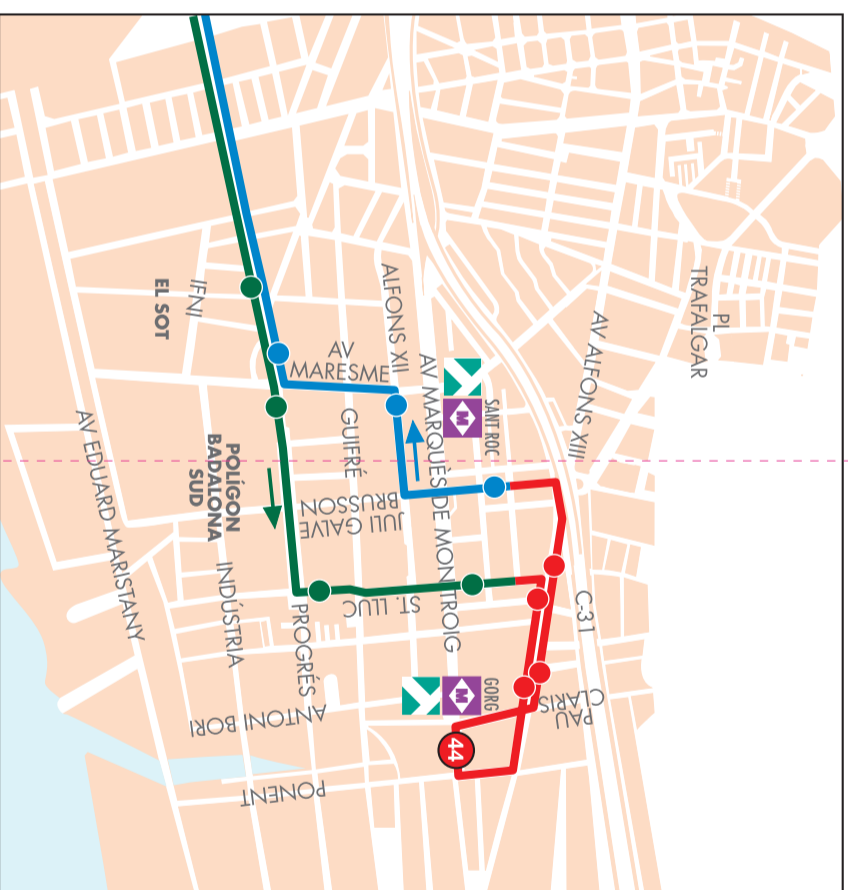 PL
TRAFALGAR
AV ALFONS XIII
ALFONS XII
IFNI
EL SOT
AV
MARESME
AV MARQUÈS DE MONTROIG
SANT ROC
M
GUIFRÉ
AV EDUARD MARISTANY
POLÍGON
BADALONA
SUD
JULI GALVE
BRUSSON
INDÚSTRIA
ST. LLUC
PROGRÉS
C-31
GORG
M
PAU
CLARIS
ANTONI BORI
44
PONENT